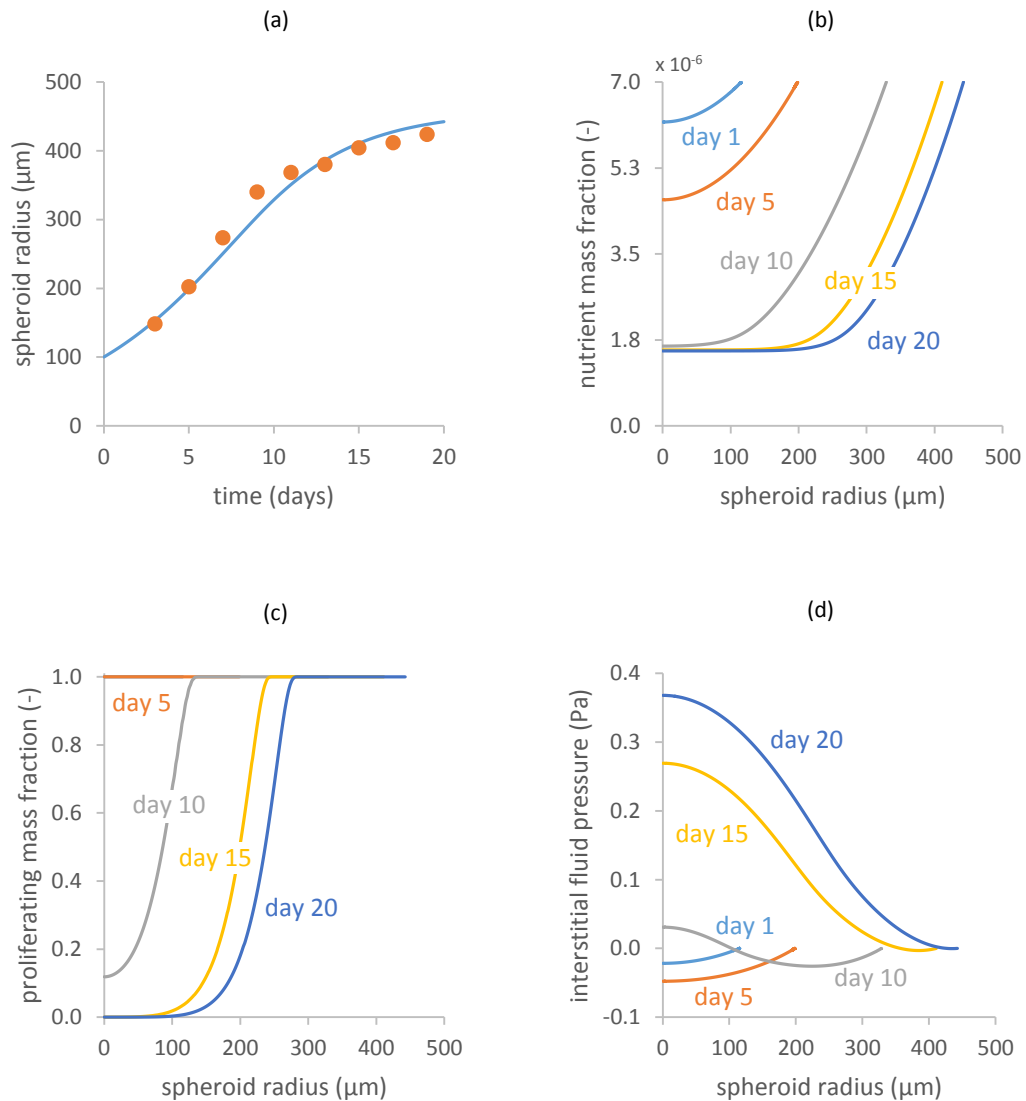 (a)
spheroid radius (µm)
500
400
300
200
100
0
0 5 10 15 20
time (days)
(b)
x 10-6
nutrient mass fraction (-)
7.0
5.3
3.5
1.8
0.0
day 1
day 5
day 10
day 15
day 20
0 100 200 300 400 500
spheroid radius (µm)
(c)
proliferating mass fraction (-)
1.0
0.8
0.6
0.4
0.2
0.0
day 5
day 10
day 15
day 20
0 100 200 300 400 500
spheroid radius (µm)
(d)
interstitial fluid pressure (Pa)
0.4
0.3
0.2
0.1
0.0
-0.1
day 20
day 15
day 1
day 5
day 10
0 100 200 300 400 500
spheroid radius (µm)